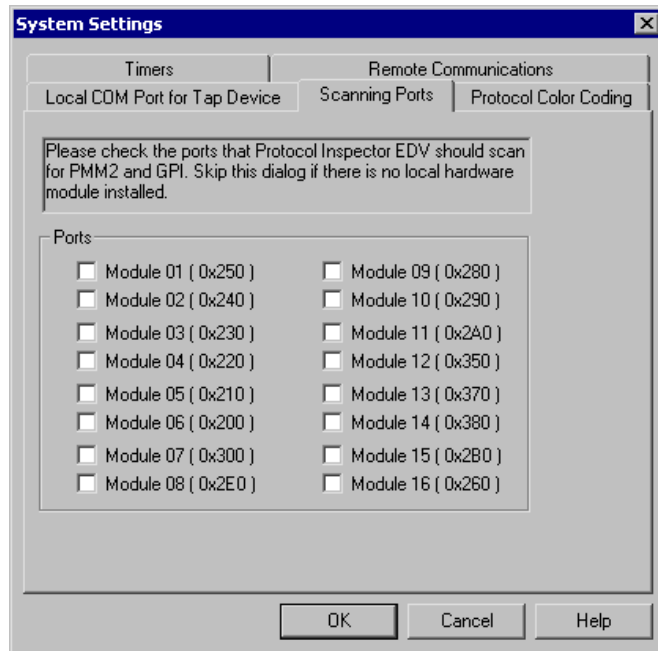 System Settings
Timers
Remote Communications
Local COM Port for Tap Device
Scanning Ports
Protocol Color Coding
Please check the ports that Protocol Inspector EDV should scan
for PMM2 and GPI. Skip this dialog if there is no local hardware
module installed.
Ports
Module 01 ( 0x250 )
Module 02 ( 0x240 )
Module 03 ( 0x230 )
Module 04 ( 0x220 )
Module 05 ( 0x210 )
Module 06 ( 0x200 )
Module 07 ( 0x300 )
Module 08 ( 0x2E0 )
Module 09 ( 0x280 )
Module 10 ( 0x290 )
Module 11 ( 0x2A0 )
Module 12 ( 0x350 )
Module 13 ( 0x370 )
Module 14 ( 0x380 )
Module 15 ( 0x2B0 )
Module 16 ( 0x260 )
OK
Cancel
Help